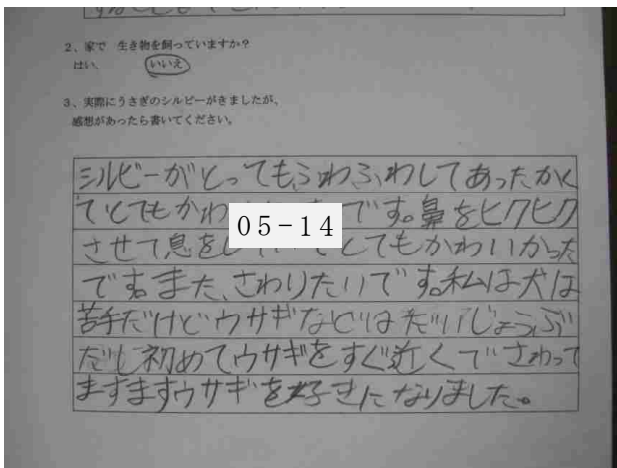 2、家で 生き物を飼っていますか?
はい、 いいえ
3、実際にうさぎのシルビーがきましたが、
感想があったら書いてください。
シルビーがとってもふわふわしてあったかく
てとてもかわ です。鼻をヒクヒク
05-14
させて息をし とてもかわいかった
です。また、さわりたいです。私は犬は
苦手だけどウサギなどはだいじょうぶ
だし初めてウサギをすぐ近くでさわって
ますますウサギを好きになりました。